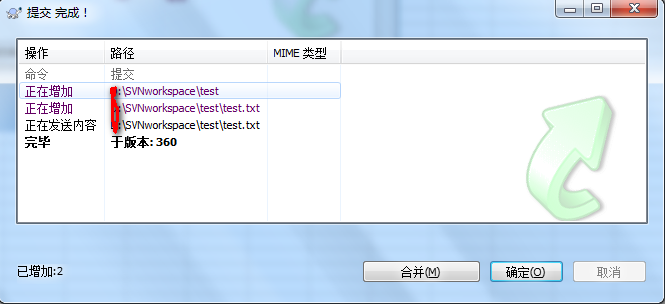 提交 完成！
操作 路径 MIME 类型
命令 提交
正在增加 :\SVNworkspace\test
正在增加 :\SVNworkspace\test\test.txt
正在发送内容 :\SVNworkspace\test\test.txt
完毕 于版本: 360
已增加:2
合并(M) 确定(O) 取消